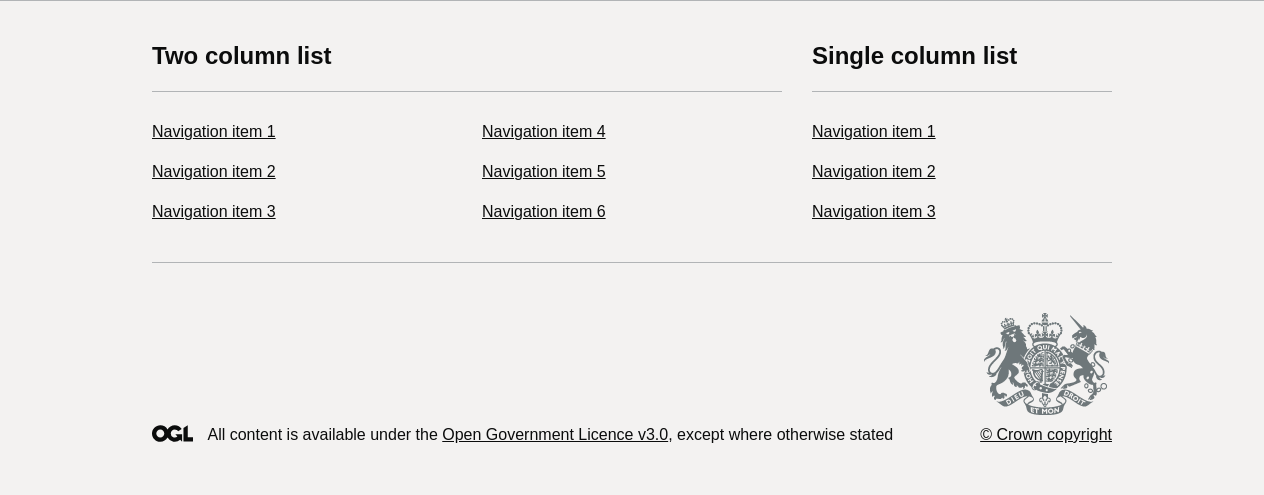 Two column list
Single column list
Navigation item 1
Navigation item 2
Navigation item 3
Navigation item 4
Navigation item 5
Navigation item 6
Navigation item 1
Navigation item 2
Navigation item 3
DIEU ET MON DROIT
OGL All content is available under the Open Government Licence v3.0, except where otherwise stated
© Crown copyright